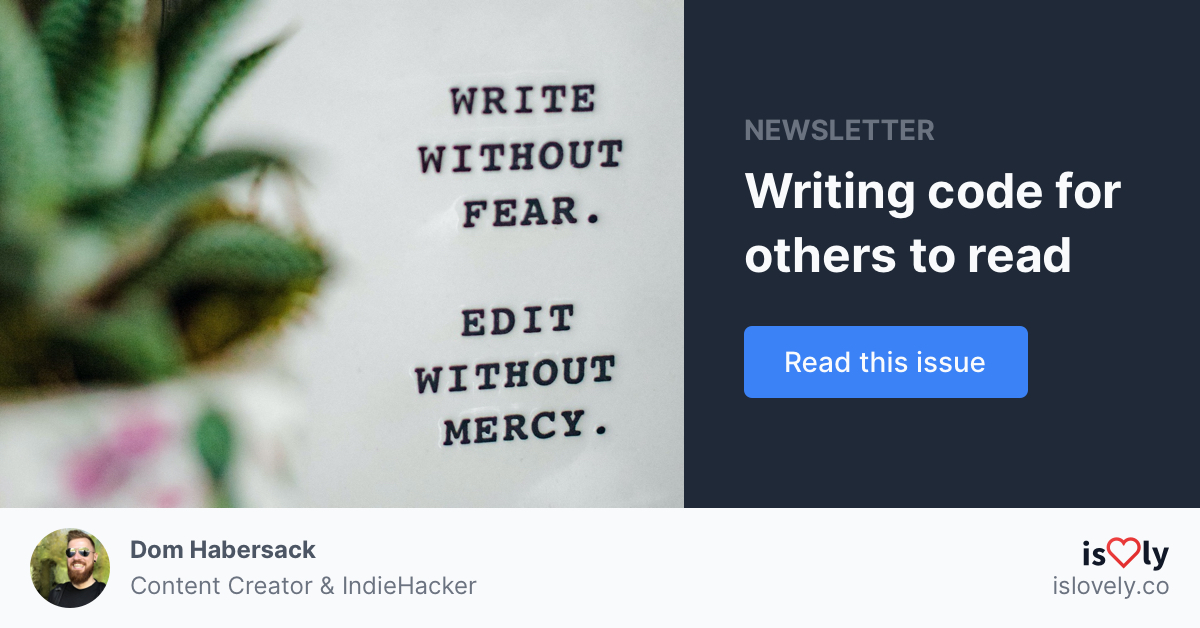 WRITE
WITHOUT
FEAR.
EDIT
WITHOUT
MERCY.
NEWSLETTER
Writing code for
others to read
Read this issue
Dom Habersack
Content Creator & IndieHacker
is♡ly
islovely.co